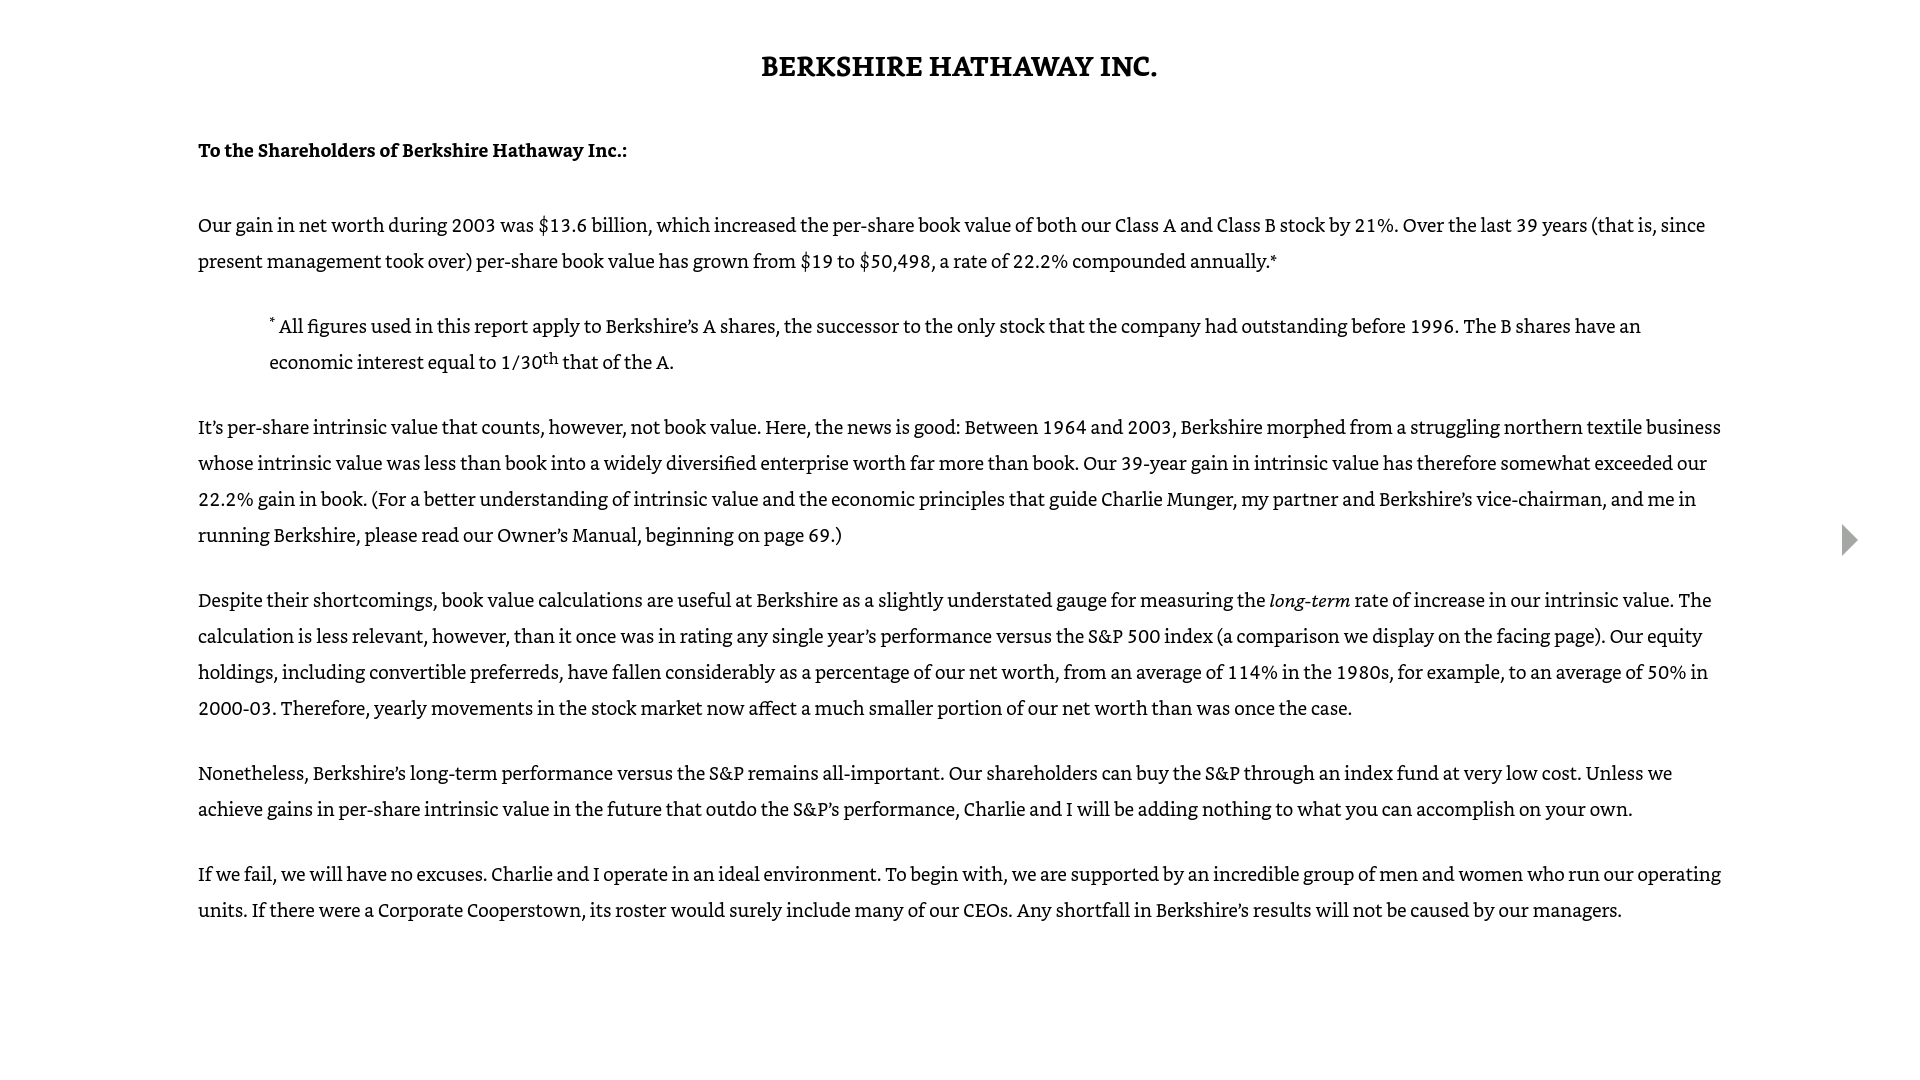 BERKSHIRE HATHAWAY INC.
To the Shareholders of Berkshire Hathaway Inc.:
Our gain in net worth during 2003 was $13.6 billion, which increased the per-share book value of both our Class A and Class B stock by 21%. Over the last 39 years (that is, since
present management took over) per-share book value has grown from $19 to $50,498, a rate of 22.2% compounded annually.*
* All figures used in this report apply to Berkshire’s A shares, the successor to the only stock that the company had outstanding before 1996. The B shares have an
economic interest equal to 1/30th that of the A.
It’s per-share intrinsic value that counts, however, not book value. Here, the news is good: Between 1964 and 2003, Berkshire morphed from a struggling northern textile business
whose intrinsic value was less than book into a widely diversified enterprise worth far more than book. Our 39-year gain in intrinsic value has therefore somewhat exceeded our
22.2% gain in book. (For a better understanding of intrinsic value and the economic principles that guide Charlie Munger, my partner and Berkshire’s vice-chairman, and me in
running Berkshire, please read our Owner’s Manual, beginning on page 69.)
Despite their shortcomings, book value calculations are useful at Berkshire as a slightly understated gauge for measuring the long-term rate of increase in our intrinsic value. The
calculation is less relevant, however, than it once was in rating any single year’s performance versus the S&P 500 index (a comparison we display on the facing page). Our equity
holdings, including convertible preferreds, have fallen considerably as a percentage of our net worth, from an average of 114% in the 1980s, for example, to an average of 50% in
2000-03. Therefore, yearly movements in the stock market now affect a much smaller portion of our net worth than was once the case.
Nonetheless, Berkshire’s long-term performance versus the S&P remains all-important. Our shareholders can buy the S&P through an index fund at very low cost. Unless we
achieve gains in per-share intrinsic value in the future that outdo the S&P’s performance, Charlie and I will be adding nothing to what you can accomplish on your own.
If we fail, we will have no excuses. Charlie and I operate in an ideal environment. To begin with, we are supported by an incredible group of men and women who run our operating
units. If there were a Corporate Cooperstown, its roster would surely include many of our CEOs. Any shortfall in Berkshire’s results will not be caused by our managers.